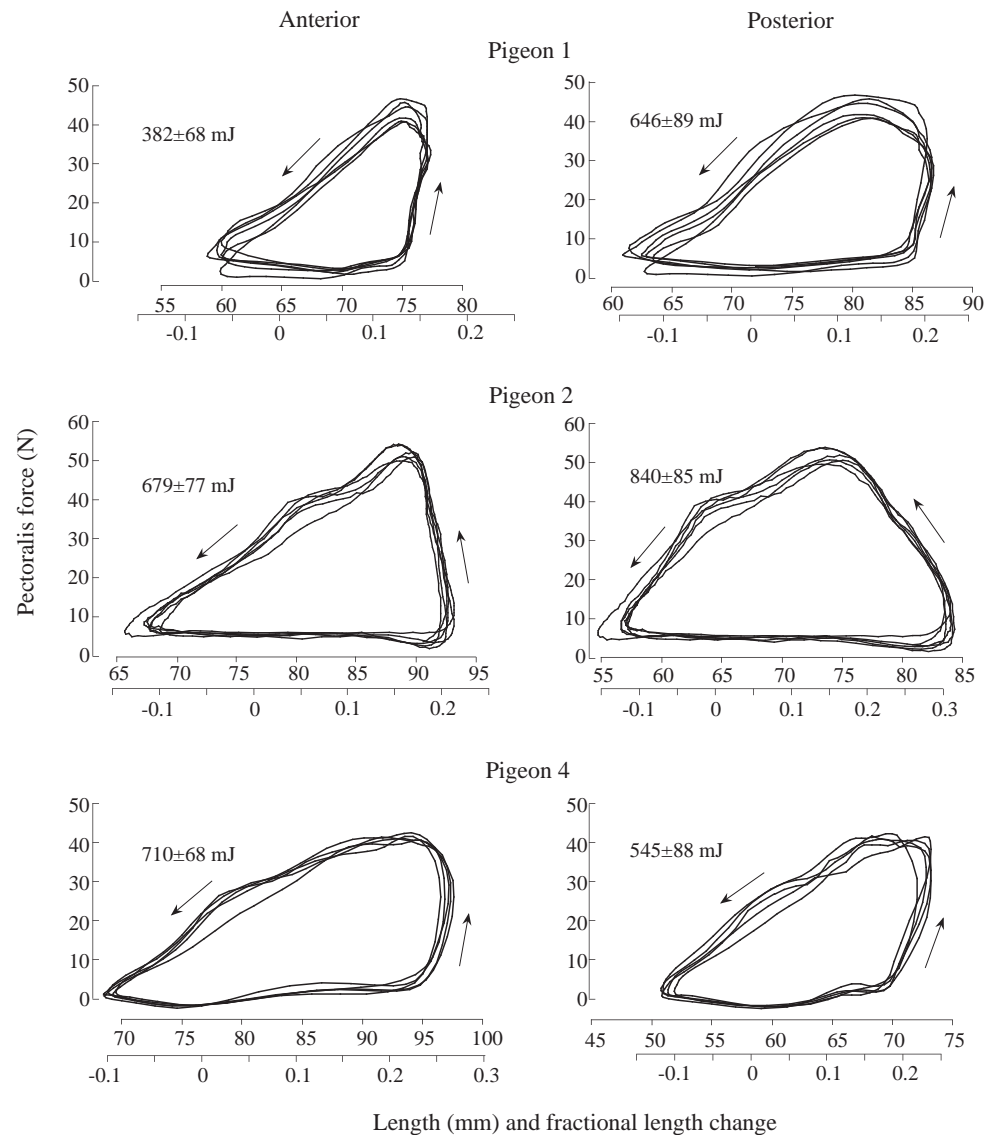 Anterior Posterior
Pigeon 1
50 40 30 20 10 0
382±68 mJ
55 60 65 70 75 80
-0.1 0 0.1 0.2
50 40 30 20 10 0
646±89 mJ
60 65 70 75 80 85 90
-0.1 0 0.1 0.2
Pigeon 2
Pectoralis force (N)
60 50 40 30 20 10 0
679±77 mJ
65 70 75 80 85 90 95
-0.1 0 0.1 0.2
60 50 40 30 20 10 0
840±85 mJ
55 60 65 70 75 80 85
-0.1 0 0.1 0.2 0.3
Pigeon 4
50 40 30 20 10 0
710±68 mJ
70 75 80 85 90 95 100
-0.1 0 0.1 0.2 0.3
50 40 30 20 10 0
545±88 mJ
45 50 55 60 65 70 75
-0.1 0 0.1 0.2
Length (mm) and fractional length change